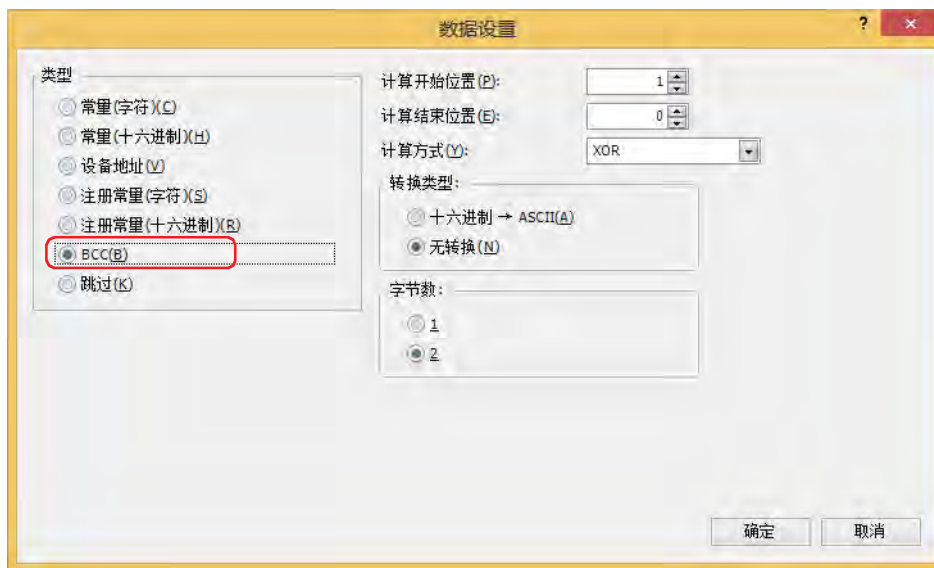 数据设置
?
×
类型
常量(字符)(C)
常量(十六进制)(H)
设备地址(V)
注册常量(字符)(S)
注册常量(十六进制)(R)
BCC(B)
跳过(K)
计算开始位置(P): 1
计算结束位置(E): 0
计算方式(Y): XOR
转换类型:
十六进制 → ASCII(A)
无转换(N)
字节数:
1
2
确定
取消